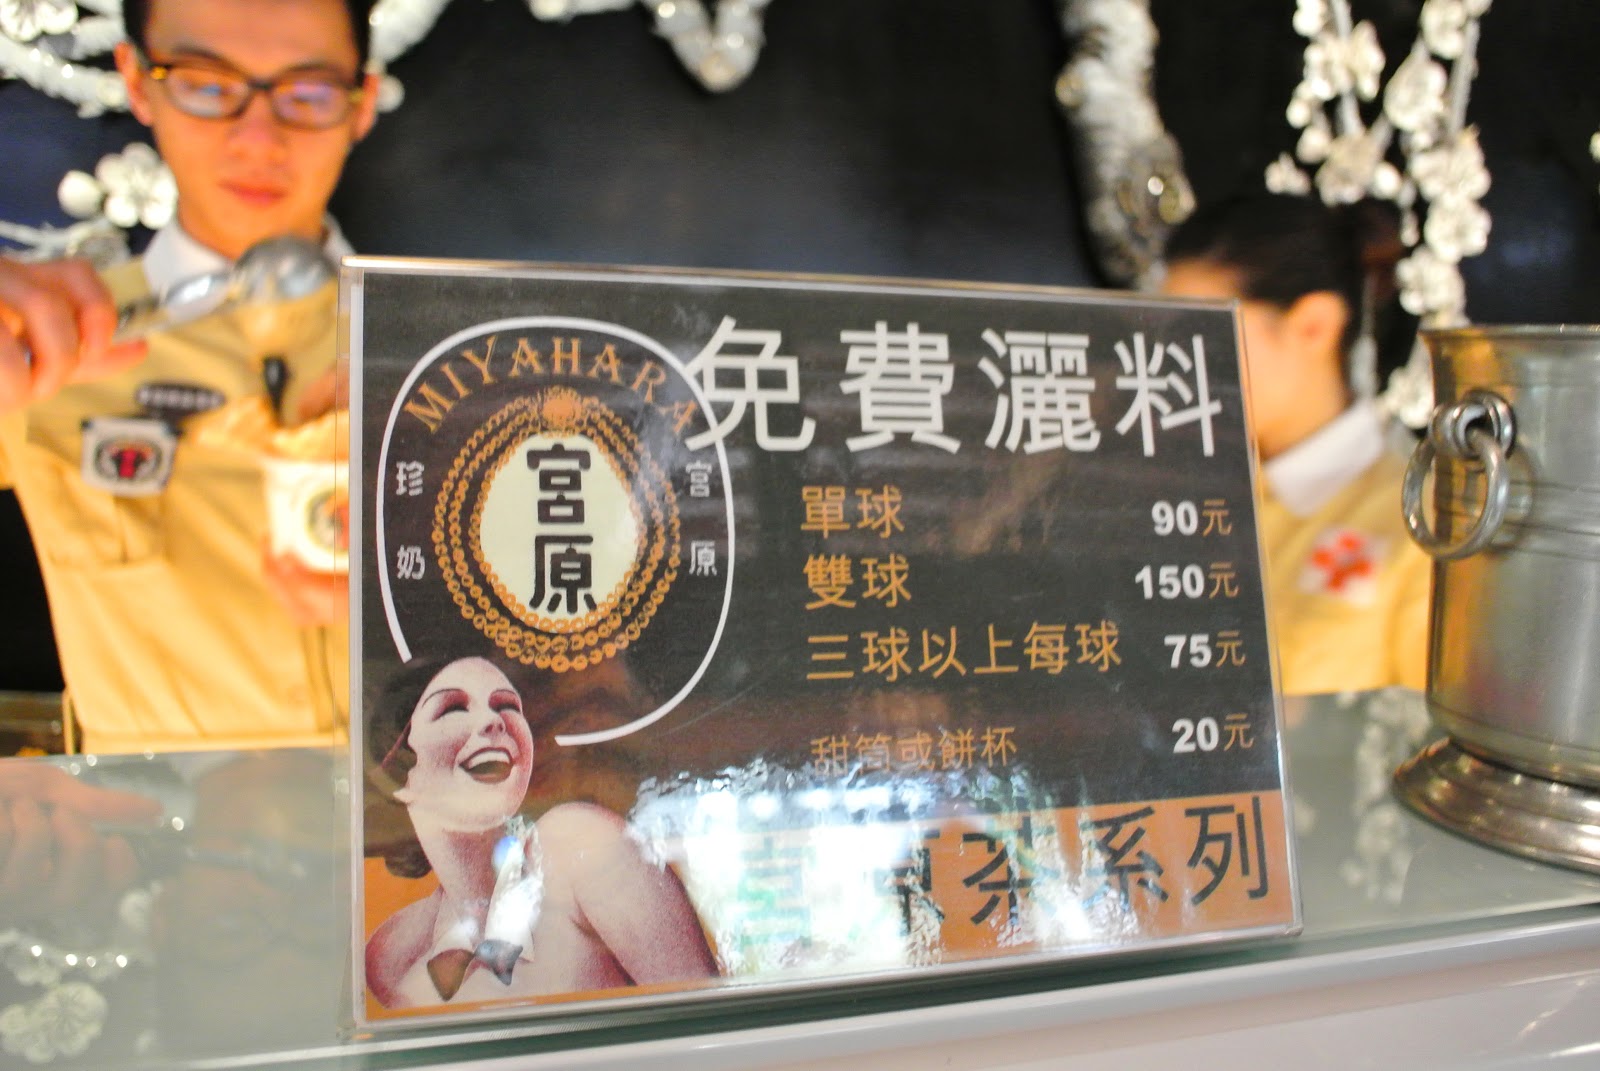 MIYAHARA
宮原
珍奶
宮原
免費灑料
單球 90元
雙球 150元
三球以上每球 75元
甜筒或餅杯 20元
茶系列